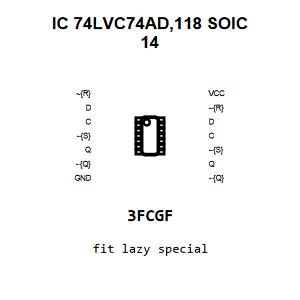 IC 74LVC74AD,118 SOIC
14
~{R}
D
C
~{S}
Q
~{Q}
GND
VCC
~{R}
D
C
~{S}
Q
~{Q}
3FCGF
fit lazy special